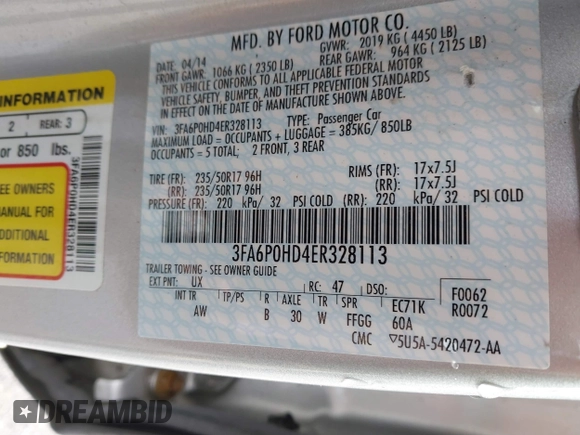 MFD. BY FORD MOTOR CO.
DATE: 04/14
GVWR: 2019 KG ( 4450 LB)
FRONT GAWR: 1066 KG ( 2350 LB)
REAR GAWR: 964 KG ( 2125 LB)
THIS VEHICLE CONFORMS TO ALL APPLICABLE FEDERAL MOTOR
VEHICLE SAFETY, BUMPER, AND THEFT PREVENTION STANDARDS
IN EFFECT ON THE DATE OF MANUFACTURE SHOWN ABOVE.
VIN: 3FA6P0HD4ER328113
TYPE: Passenger Car
MAXIMUM LOAD = OCCUPANTS + LUGGAGE = 385KG/850LB
OCCUPANTS = 5 TOTAL; 2 FRONT, 3 REAR
TIRE (FR): 235/50R17 96H
RIMS (FR): 17x7.5J
(RR): 235/50R17 96H
(RR): 17x7.5J
PRESSURE (FR): 220 kPa/ 32 PSI COLD
(RR): 220 kPa/ 32 PSI COLD
3FA6P0HD4ER328113
TRAILER TOWING - SEE OWNER GUIDE
EXT PNT: UX
RC: 47
DSO:
F0062
R0072
INT TR
TP/PS
R
AXLE
TR
SPR
EC71K
AW
B
30
W
FFGG
60A
CMC
5U5A-5420472-AA
INFORMATION
2
REAR: 3
or 850 lbs.
SEE OWNERS
MANUAL FOR
ADDITIONAL
INFORMATION
3FA6P0HD4ER328113
DREAMBID